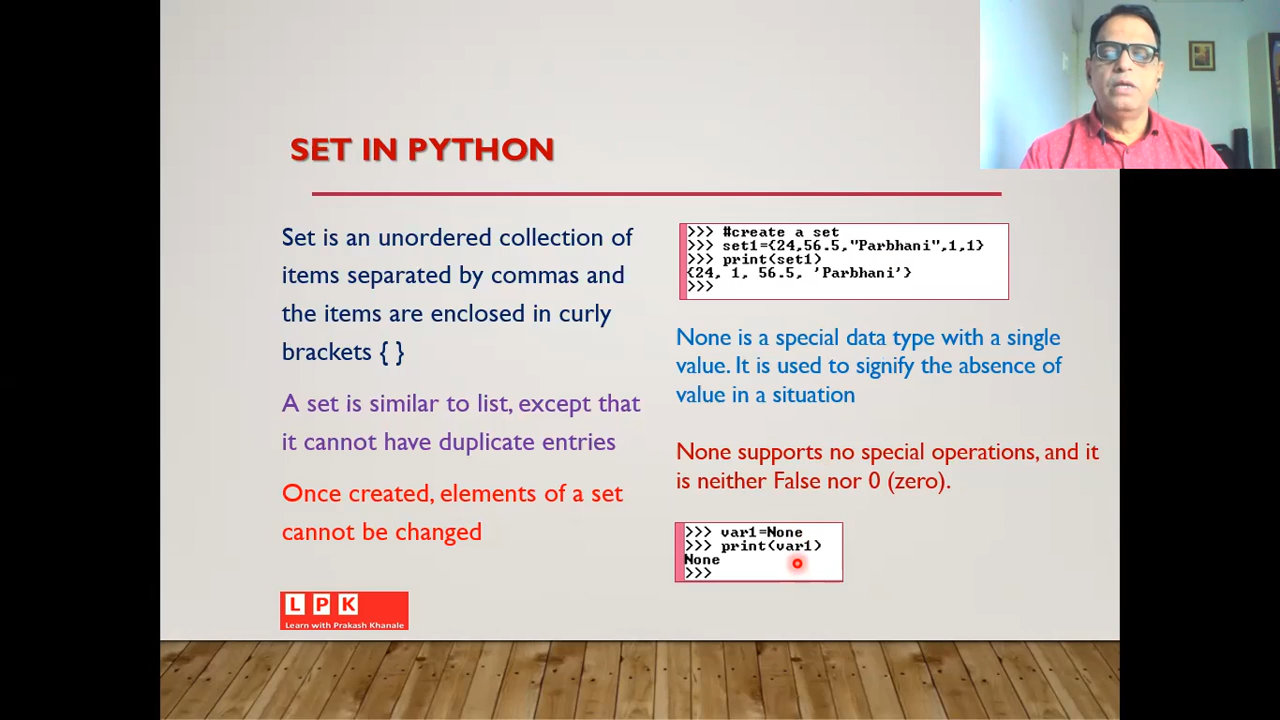 SET IN PYTHON
Set is an unordered collection of
items separated by commas and
the items are enclosed in curly
brackets { }
A set is similar to list, except that
it cannot have duplicate entries
Once created, elements of a set
cannot be changed
>>> #create a set
>>> set1={24,56.5,"Parbhani",1,1}
>>> print(set1)
{24, 1, 56.5, 'Parbhani'}
>>>
None is a special data type with a single
value. It is used to signify the absence of
value in a situation
None supports no special operations, and it
is neither False nor 0 (zero).
>>> var1=None
>>> print(var1)
None
>>>
L P K
Learn with Prakash Khanale